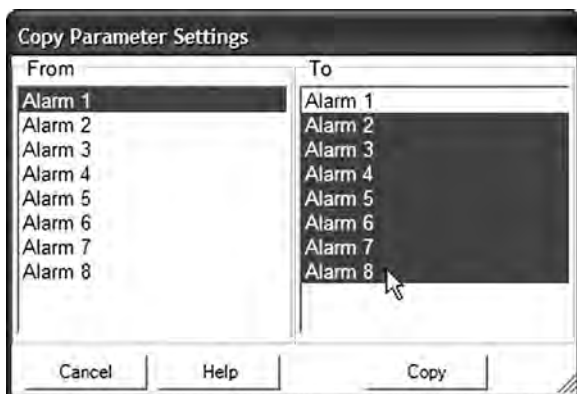 Copy Parameter Settings
From
Alarm 1
Alarm 2
Alarm 3
Alarm 4
Alarm 5
Alarm 6
Alarm 7
Alarm 8
To
Alarm 1
Alarm 2
Alarm 3
Alarm 4
Alarm 5
Alarm 6
Alarm 7
Alarm 8
Cancel
Help
Copy